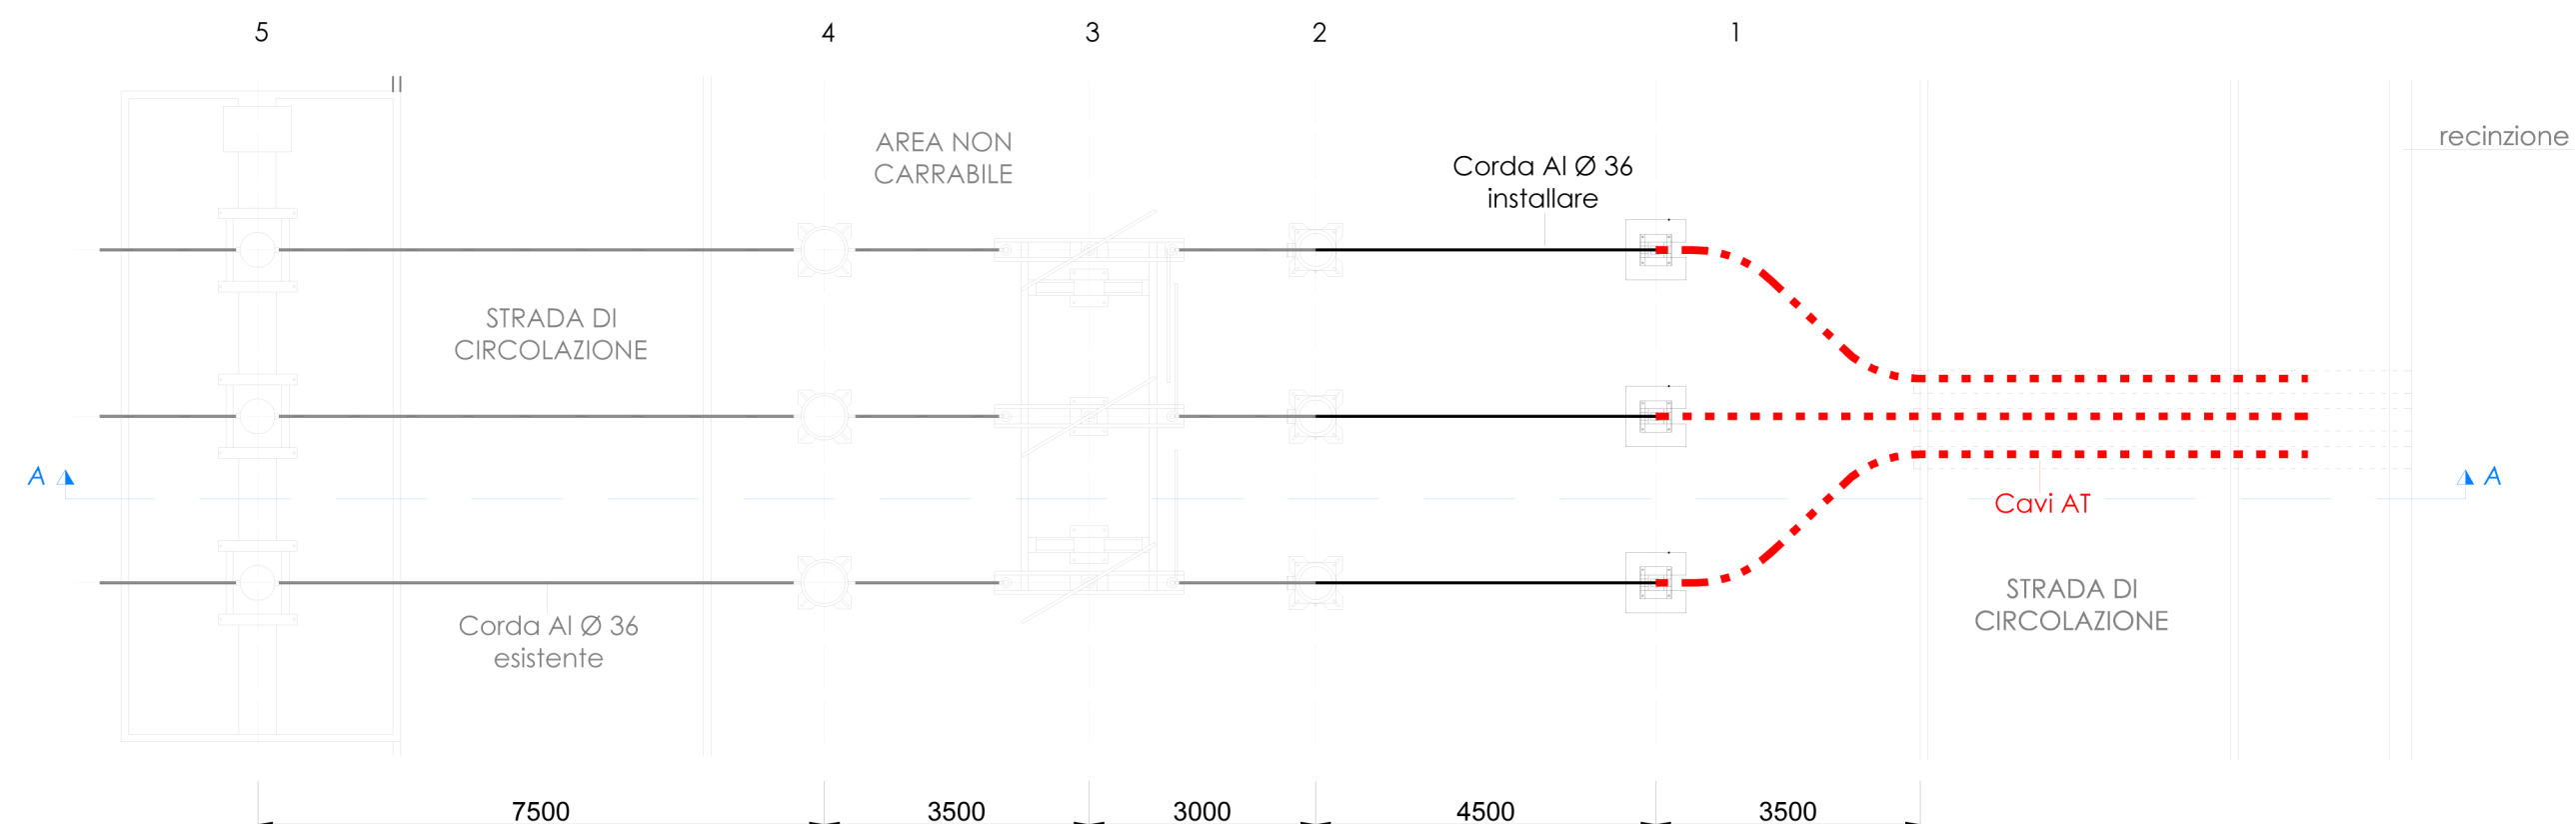 5 4 3 2 1
recinzione
AREA NON
CARRABILE
Corda Al Ø 36
installare
STRADA DI
CIRCOLAZIONE
A A
Cavi AT
STRADA DI
CIRCOLAZIONE
Corda Al Ø 36
esistente
7500 3500 3000 4500 3500